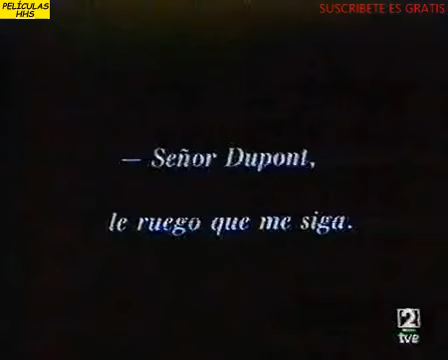 PELÍCULAS
HHS
SUSCRIBETE ES GRATIS
— Señor Dupont,
le ruego que me siga.
2
tve